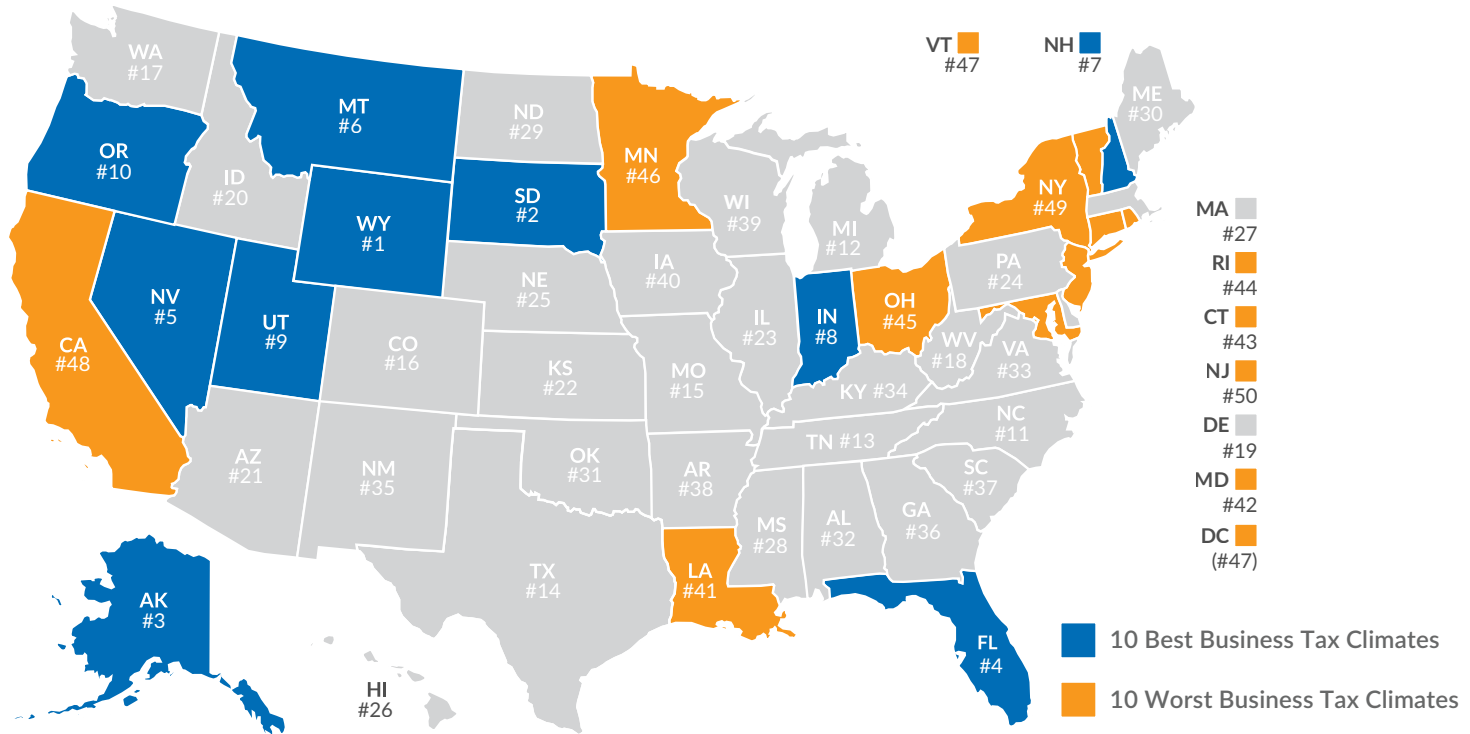 VT
#47
NH
#7
WA
#17
MT
#6
ND
#29
MN
#46
ME
#30
OR
#10
ID
#20
WY
#1
SD
#2
WI
#39
MI
#12
NY
#49
MA
#27
RI
#44
CT
#43
NJ
#50
DE
#19
MD
#42
DC
(#47)
CA
#48
NV
#5
UT
#9
CO
#16
NE
#25
KS
#22
IA
#40
MO
#15
IL
#23
IN
#8
OH
#45
PA
#24
WV
#18
VA
#33
KY #34
NC
#11
TN #13
SC
#37
AZ
#21
NM
#35
OK
#31
AR
#38
MS
#28
AL
#32
GA
#36
TX
#14
LA
#41
FL
#4
AK
#3
HI
#26
10 Best Business Tax Climates
10 Worst Business Tax Climates